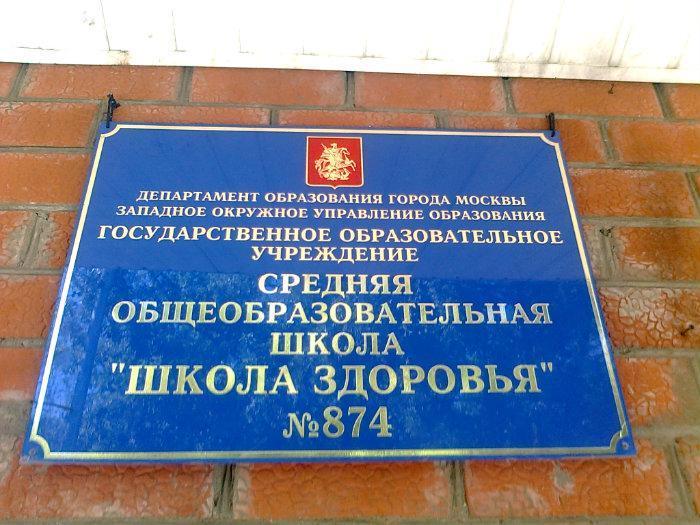 ДЕПАРТАМЕНТ ОБРАЗОВАНИЯ ГОРОДА МОСКВЫ
ЗАПАДНОЕ ОКРУЖНОЕ УПРАВЛЕНИЕ ОБРАЗОВАНИЯ
ГОСУДАРСТВЕННОЕ ОБРАЗОВАТЕЛЬНОЕ
УЧРЕЖДЕНИЕ
СРЕДНЯЯ
ОБЩЕОБРАЗОВАТЕЛЬНАЯ
ШКОЛА
"ШКОЛА ЗДОРОВЬЯ"
№874